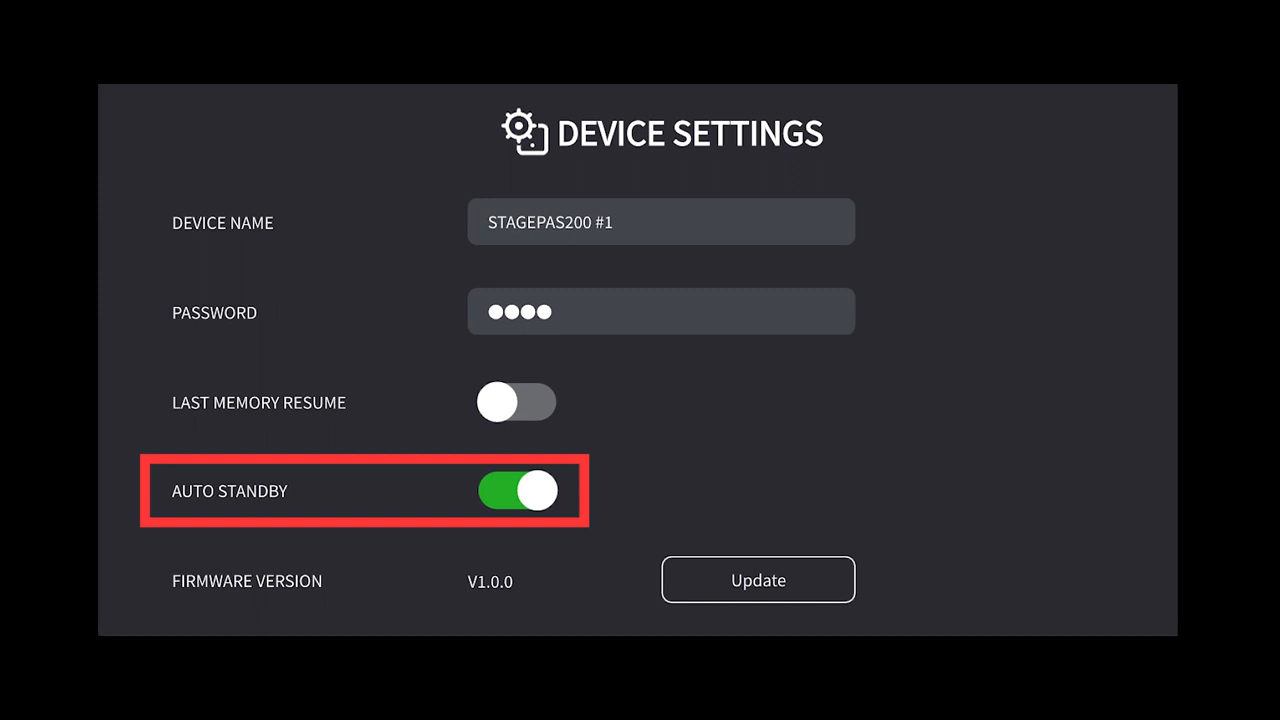 DEVICE SETTINGS
DEVICE NAME STAGEPAS200 #1
PASSWORD ●●●●
LAST MEMORY RESUME
AUTO STANDBY
FIRMWARE VERSION V1.0.0 Update